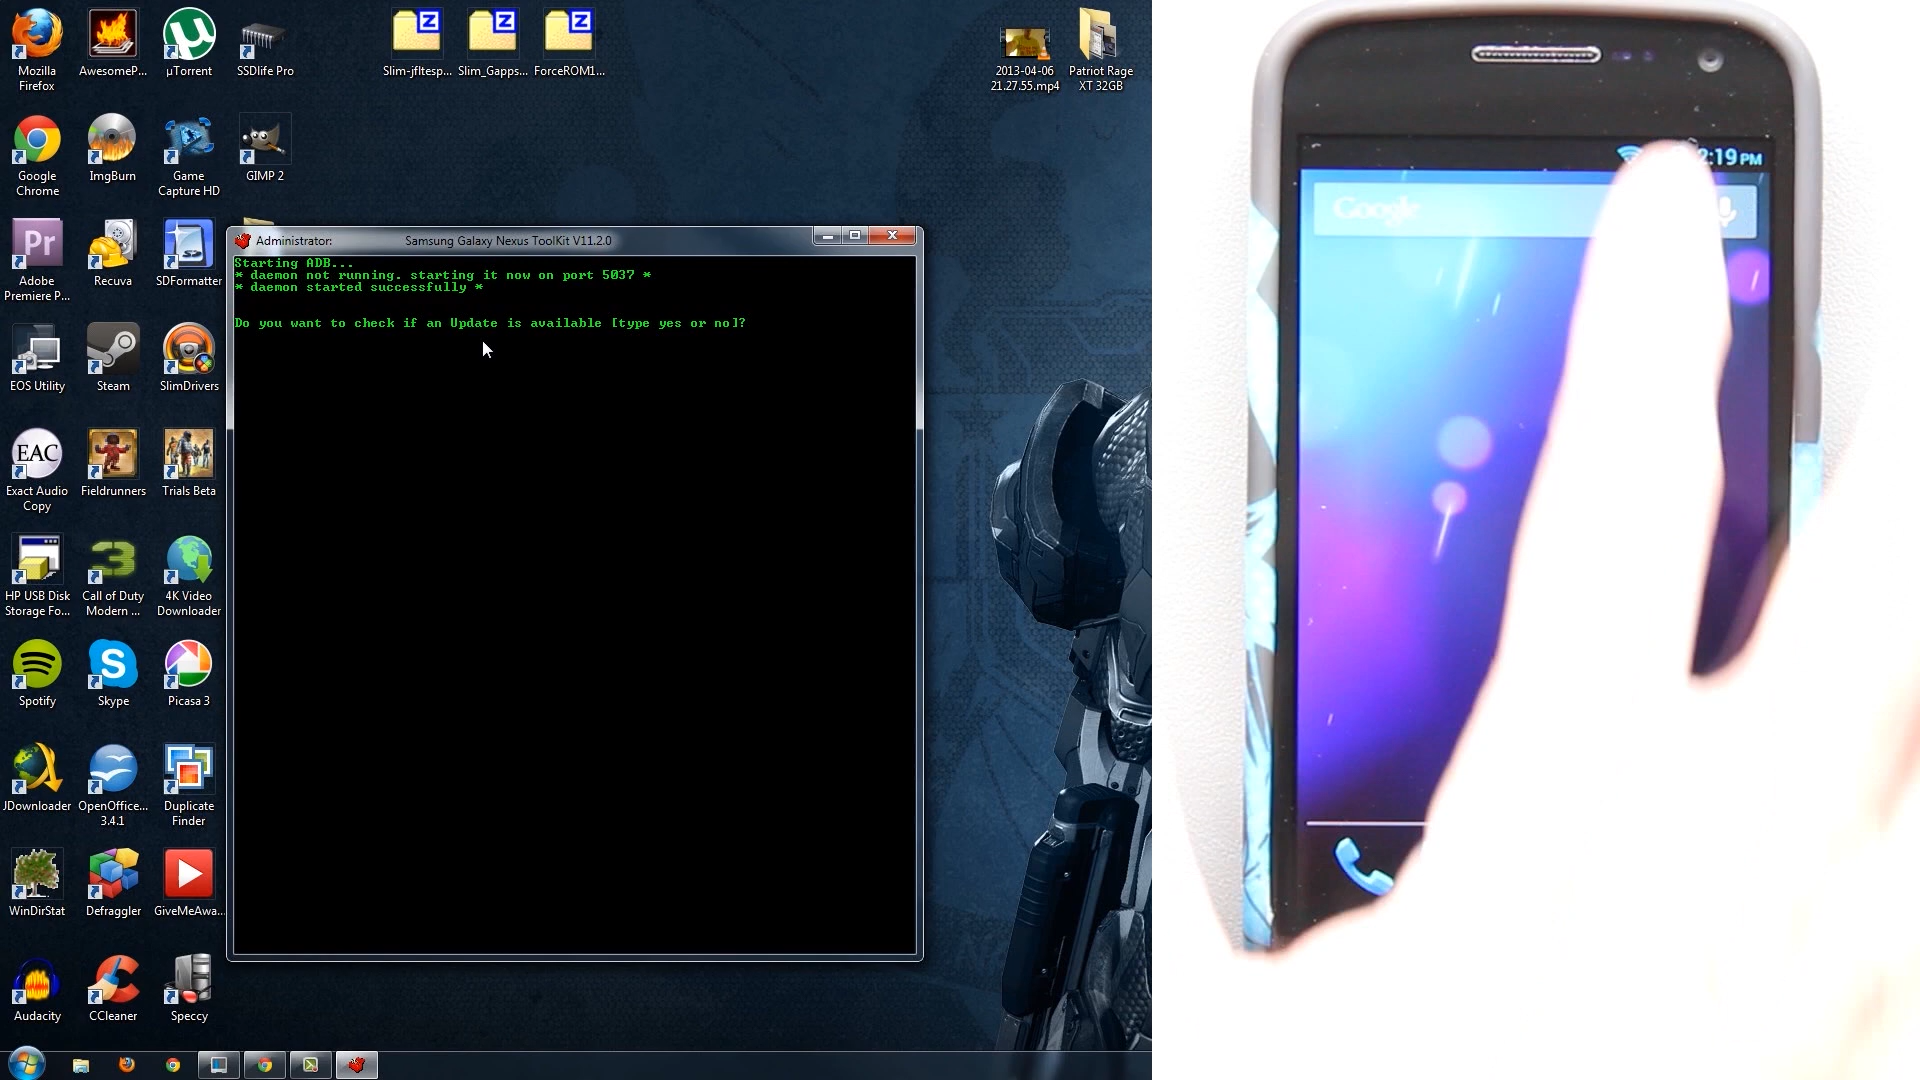 Mozilla Firefox
AwesomeP...
µTorrent
SSDlife Pro
Slim-jfltesp...
Slim_Gapps...
ForceROM1...
2013-04-06 21.27.55.mp4
Patriot Rage XT 32GB
Google Chrome
ImgBurn
Game Capture HD
GIMP 2
Pr
Adobe Premiere P...
Recuva
SDFormatter
EOS Utility
Steam
SlimDrivers
EAC
Exact Audio Copy
Fieldrunners
Trials Beta
HP USB Disk Storage Fo...
3
Call of Duty Modern ...
4K Video Downloader
Spotify
Skype
Picasa 3
JDownloader
OpenOffice... 3.4.1
Duplicate Finder
WinDirStat
Defraggler
GiveMeAwa...
Audacity
CCleaner
Speccy
Administrator: Samsung Galaxy Nexus ToolKit V11.2.0
Starting ADB...
* daemon not running. starting it now on port 5037 *
* daemon started successfully *
Do you want to check if an Update is available [type yes or no]?
2:19 PM
Google